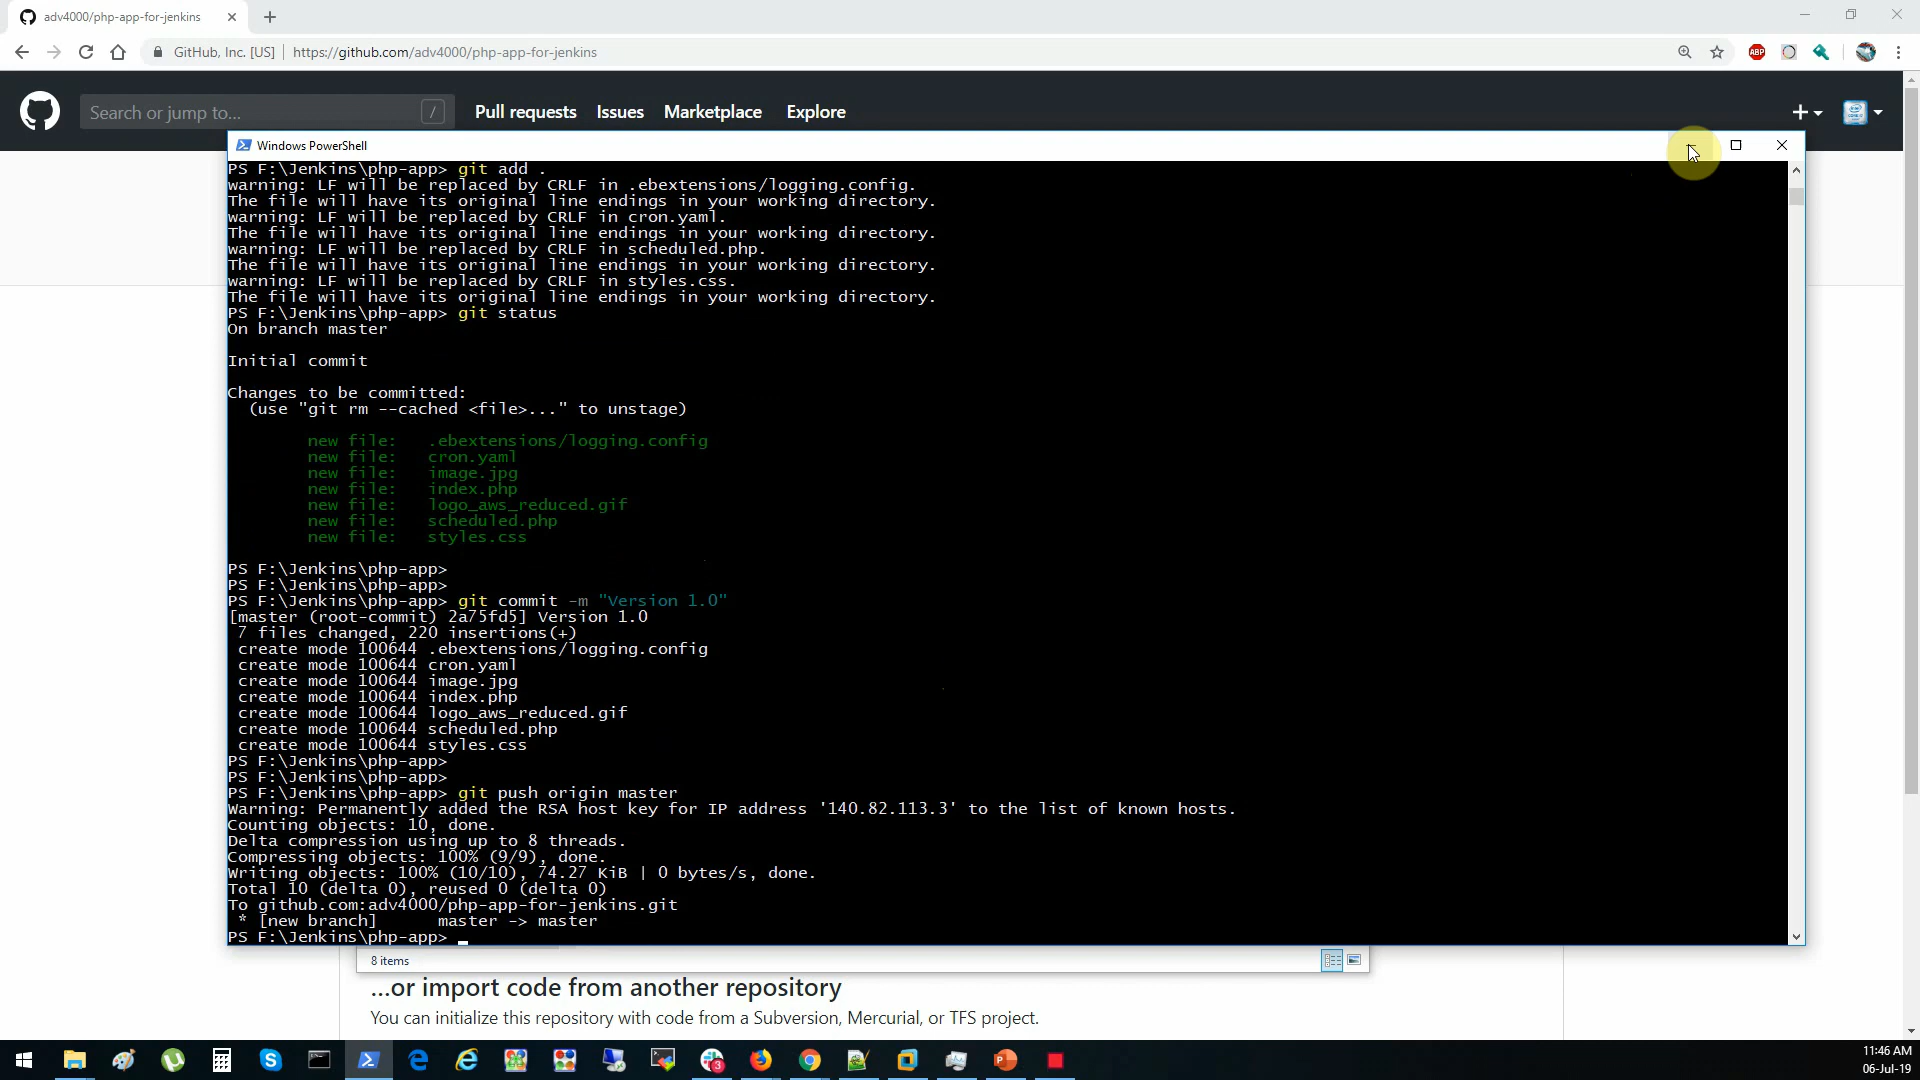 adv4000/php-app-for-jenkins
GitHub, Inc. [US] | https://github.com/adv4000/php-app-for-jenkins
ABP
Search or jump to...
/
Pull requests Issues Marketplace Explore
Windows PowerShell
PS F:\Jenkins\php-app> git add .
warning: LF will be replaced by CRLF in .ebextensions/logging.config.
The file will have its original line endings in your working directory.
warning: LF will be replaced by CRLF in cron.yaml.
The file will have its original line endings in your working directory.
warning: LF will be replaced by CRLF in scheduled.php.
The file will have its original line endings in your working directory.
warning: LF will be replaced by CRLF in styles.css.
The file will have its original line endings in your working directory.
PS F:\Jenkins\php-app> git status
On branch master
Initial commit
Changes to be committed:
(use "git rm --cached <file>..." to unstage)
new file: .ebextensions/logging.config
new file: cron.yaml
new file: image.jpg
new file: index.php
new file: logo_aws_reduced.gif
new file: scheduled.php
new file: styles.css
PS F:\Jenkins\php-app>
PS F:\Jenkins\php-app>
PS F:\Jenkins\php-app> git commit -m "Version 1.0"
[master (root-commit) 2a75fd5] Version 1.0
7 files changed, 220 insertions(+)
create mode 100644 .ebextensions/logging.config
create mode 100644 cron.yaml
create mode 100644 image.jpg
create mode 100644 index.php
create mode 100644 logo_aws_reduced.gif
create mode 100644 scheduled.php
create mode 100644 styles.css
PS F:\Jenkins\php-app>
PS F:\Jenkins\php-app>
PS F:\Jenkins\php-app> git push origin master
Warning: Permanently added the RSA host key for IP address '140.82.113.3' to the list of known hosts.
Counting objects: 10, done.
Delta compression using up to 8 threads.
Compressing objects: 100% (9/9), done.
Writing objects: 100% (10/10), 74.27 KiB | 0 bytes/s, done.
Total 10 (delta 0), reused 0 (delta 0)
To github.com:adv4000/php-app-for-jenkins.git
* [new branch] master -> master
PS F:\Jenkins\php-app>
8 items
...or import code from another repository
You can initialize this repository with code from a Subversion, Mercurial, or TFS project.
3
11:46 AM
06-Jul-19